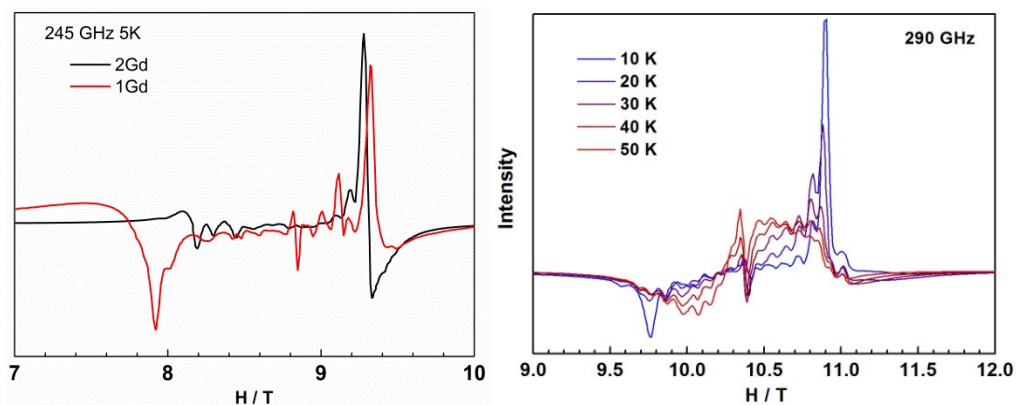 245 GHz 5K
2Gd
1Gd
7 8 9 10
H / T
Intensity
290 GHz
10 K
20 K
30 K
40 K
50 K
9.0 9.5 10.0 10.5 11.0 11.5 12.0
H / T